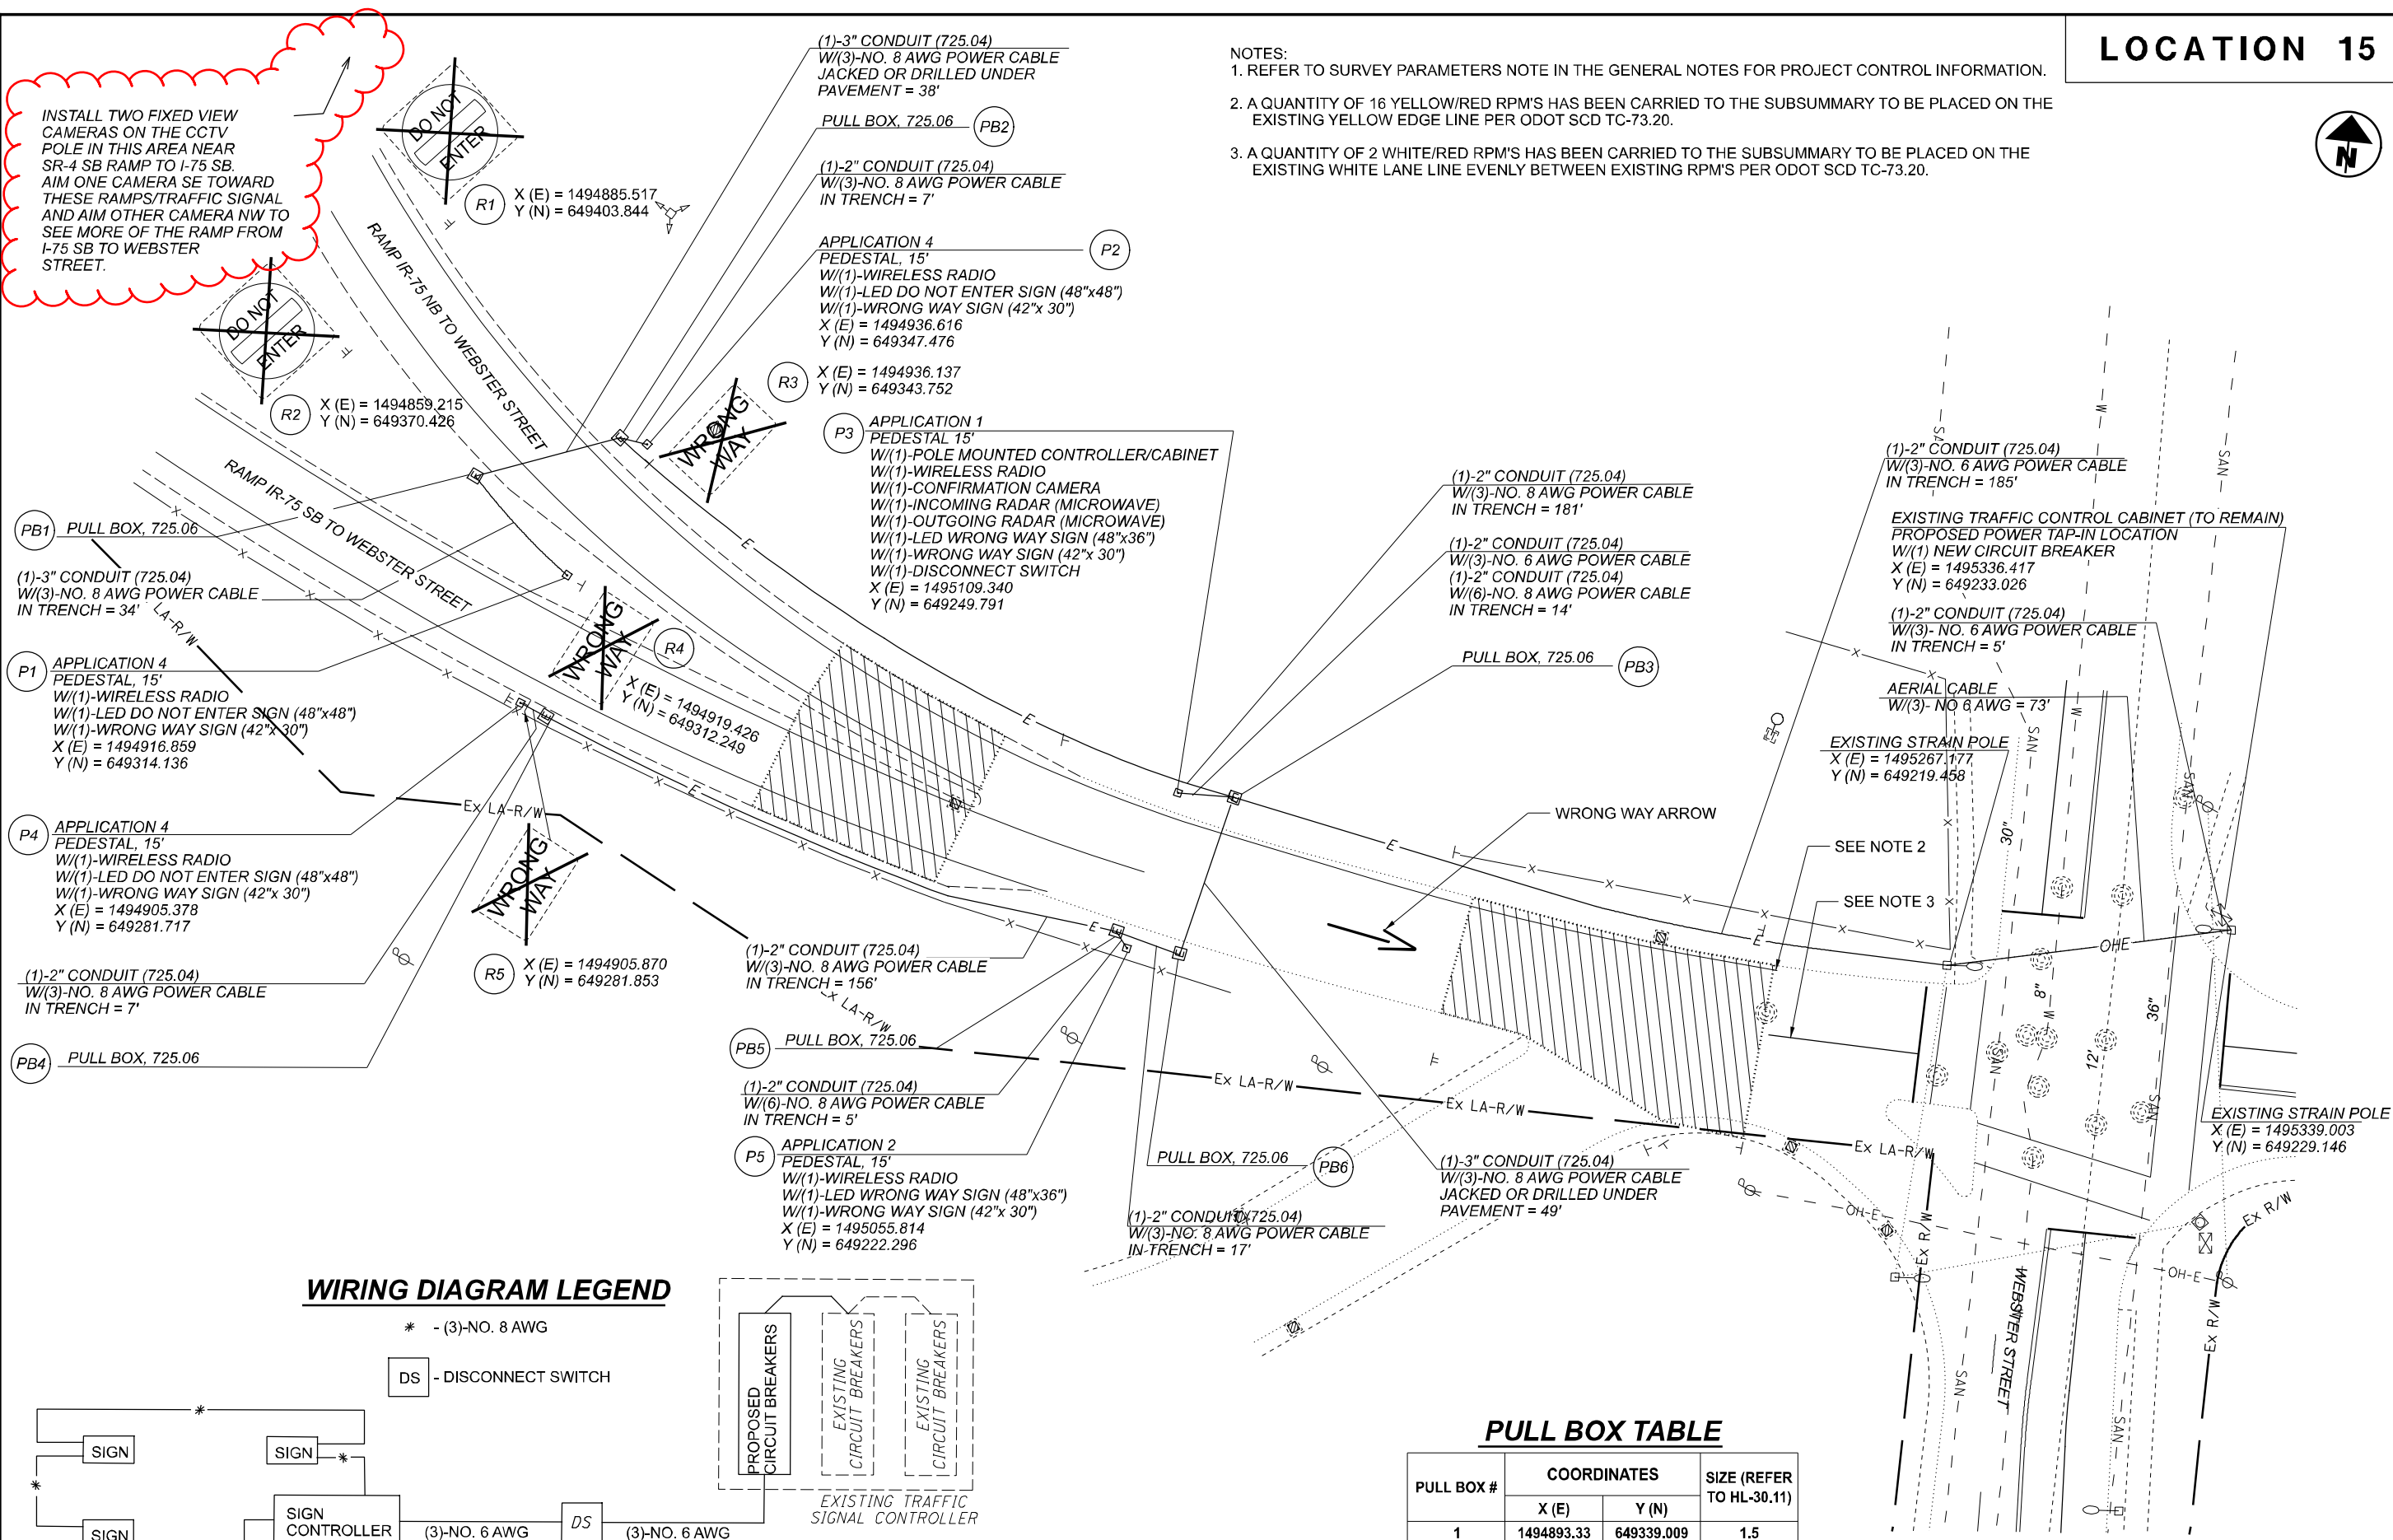 LOCATION 15
N
INSTALL TWO FIXED VIEW
CAMERAS ON THE CCTV
POLE IN THIS AREA NEAR
SR-4 SB RAMP TO I-75 SB.
AIM ONE CAMERA SE TOWARD
THESE RAMPS/TRAFFIC SIGNAL
AND AIM OTHER CAMERA NW TO
SEE MORE OF THE RAMP FROM
I-75 SB TO WEBSTER
STREET.
NOTES:
1. REFER TO SURVEY PARAMETERS NOTE IN THE GENERAL NOTES FOR PROJECT CONTROL INFORMATION.
2. A QUANTITY OF 16 YELLOW/RED RPM'S HAS BEEN CARRIED TO THE SUBSUMMARY TO BE PLACED ON THE
EXISTING YELLOW EDGE LINE PER ODOT SCD TC-73.20.
3. A QUANTITY OF 2 WHITE/RED RPM'S HAS BEEN CARRIED TO THE SUBSUMMARY TO BE PLACED ON THE
EXISTING WHITE LANE LINE EVENLY BETWEEN EXISTING RPM'S PER ODOT SCD TC-73.20.
(1)-3" CONDUIT (725.04)
W/(3)-NO. 8 AWG POWER CABLE
JACKED OR DRILLED UNDER
PAVEMENT = 38'
PULL BOX, 725.06
PB2
(1)-2" CONDUIT (725.04)
W/(3)-NO. 8 AWG POWER CABLE
IN TRENCH = 7'
APPLICATION 4
P2
PEDESTAL, 15'
W/(1)-WIRELESS RADIO
W/(1)-LED DO NOT ENTER SIGN (48"x48")
W/(1)-WRONG WAY SIGN (42"x 30")
X (E) = 1494936.616
Y (N) = 649347.476
DO NOT
ENTER
R1
X (E) = 1494885.517
Y (N) = 649403.844
DO NOT
ENTER
R2
X (E) = 1494859.215
Y (N) = 649370.426
RAMP IR-75 NB TO WEBSTER STREET
RAMP IR-75 SB TO WEBSTER STREET
R3
X (E) = 1494936.137
Y (N) = 649343.752
WRONG
WAY
P3
APPLICATION 1
PEDESTAL 15'
W/(1)-POLE MOUNTED CONTROLLER/CABINET
W/(1)-WIRELESS RADIO
W/(1)-CONFIRMATION CAMERA
W/(1)-INCOMING RADAR (MICROWAVE)
W/(1)-OUTGOING RADAR (MICROWAVE)
W/(1)-LED WRONG WAY SIGN (48"x36")
W/(1)-WRONG WAY SIGN (42"x 30")
W/(1)-DISCONNECT SWITCH
X (E) = 1495109.340
Y (N) = 649249.791
(1)-2" CONDUIT (725.04)
W/(3)-NO. 8 AWG POWER CABLE
IN TRENCH = 181'
(1)-2" CONDUIT (725.04)
W/(3)-NO. 6 AWG POWER CABLE
(1)-2" CONDUIT (725.04)
W/(6)-NO. 8 AWG POWER CABLE
IN TRENCH = 14'
PULL BOX, 725.06
PB3
(1)-2" CONDUIT (725.04)
W/(3)-NO. 6 AWG POWER CABLE
IN TRENCH = 185'
EXISTING TRAFFIC CONTROL CABINET (TO REMAIN)
PROPOSED POWER TAP-IN LOCATION
W/(1) NEW CIRCUIT BREAKER
X (E) = 1495336.417
Y (N) = 649233.026
(1)-2" CONDUIT (725.04)
W/(3)- NO. 6 AWG POWER CABLE
IN TRENCH = 5'
AERIAL CABLE
W/(3)- NO 6 AWG = 73'
EXISTING STRAIN POLE
X (E) = 1495267.177
Y (N) = 649219.458
WRONG WAY ARROW
SEE NOTE 2
SEE NOTE 3
PB1
PULL BOX, 725.06
(1)-3" CONDUIT (725.04)
W/(3)-NO. 8 AWG POWER CABLE
IN TRENCH = 34'
LA-R/W
P1
APPLICATION 4
PEDESTAL, 15'
W/(1)-WIRELESS RADIO
W/(1)-LED DO NOT ENTER SIGN (48"x48")
W/(1)-WRONG WAY SIGN (42"x 30")
X (E) = 1494916.859
Y (N) = 649314.136
WRONG
WAY
R4
X (E) = 1494919.426
Y (N) = 649312.249
P4
APPLICATION 4
PEDESTAL, 15'
W/(1)-WIRELESS RADIO
W/(1)-LED DO NOT ENTER SIGN (48"x48")
W/(1)-WRONG WAY SIGN (42"x 30")
X (E) = 1494905.378
Y (N) = 649281.717
Ex LA-R/W
WRONG
WAY
R5
X (E) = 1494905.870
Y (N) = 649281.853
(1)-2" CONDUIT (725.04)
W/(3)-NO. 8 AWG POWER CABLE
IN TRENCH = 7'
PB4
PULL BOX, 725.06
(1)-2" CONDUIT (725.04)
W/(3)-NO. 8 AWG POWER CABLE
IN TRENCH = 156'
Ex LA-R/W
PB5
PULL BOX, 725.06
(1)-2" CONDUIT (725.04)
W/(6)-NO. 8 AWG POWER CABLE
IN TRENCH = 5'
P5
APPLICATION 2
PEDESTAL, 15'
W/(1)-WIRELESS RADIO
W/(1)-LED WRONG WAY SIGN (48"x36")
W/(1)-WRONG WAY SIGN (42"x 30")
X (E) = 1495055.814
Y (N) = 649222.296
PULL BOX, 725.06
PB6
(1)-2" CONDUIT (725.04)
W/(3)-NO. 8 AWG POWER CABLE
IN TRENCH = 17'
(1)-3" CONDUIT (725.04)
W/(3)-NO. 8 AWG POWER CABLE
JACKED OR DRILLED UNDER
PAVEMENT = 49'
Ex LA-R/W
Ex LA-R/W
Ex LA-R/W
EXISTING STRAIN POLE
X (E) = 1495339.003
Y (N) = 649229.146
E
E
E
E
E
E
E
OHE
OH-E
OH-E
SAN
SAN
SAN
SAN
SAN
SAN
SAN
SAN
SAN
W
W
W
W
30"
8"
12'
36"
Ex R/W
Ex R/W
Ex R/W
WEBSTER STREET
WIRING DIAGRAM LEGEND
* - (3)-NO. 8 AWG
DS - DISCONNECT SWITCH
PROPOSED
CIRCUIT BREAKERS
EXISTING
CIRCUIT BREAKERS
EXISTING
CIRCUIT BREAKERS
EXISTING TRAFFIC
SIGNAL CONTROLLER
*
SIGN
SIGN
*
*
SIGN
SIGN
CONTROLLER
(3)-NO. 6 AWG
DS
(3)-NO. 6 AWG
PULL BOX TABLE
PULL BOX #
COORDINATES
SIZE (REFER
TO HL-30.11)
X (E) Y (N)
1 1494893.33 649339.009 1.5